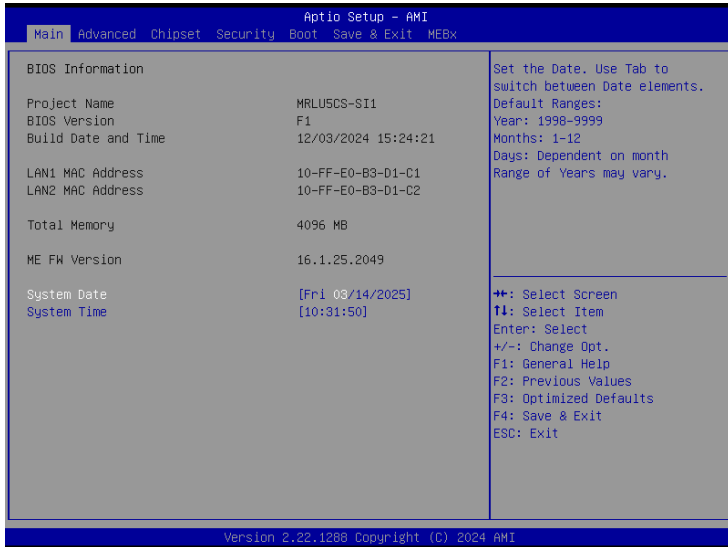 Aptio Setup - AMI
Main Advanced Chipset Security Boot Save & Exit MEBx
BIOS Information
Project Name MRLU5CS-SI1
BIOS Version F1
Build Date and Time 12/03/2024 15:24:21
LAN1 MAC Address 10-FF-E0-B3-D1-C1
LAN2 MAC Address 10-FF-E0-B3-D1-C2
Total Memory 4096 MB
ME FW Version 16.1.25.2049
System Date [Fri 03/14/2025]
System Time [10:31:50]
Set the Date. Use Tab to
switch between Date elements.
Default Ranges:
Year: 1998-9999
Months: 1-12
Days: Dependent on month
Range of Years may vary.
→←: Select Screen
↑↓: Select Item
Enter: Select
+/-: Change Opt.
F1: General Help
F2: Previous Values
F3: Optimized Defaults
F4: Save & Exit
ESC: Exit
Version 2.22.1288 Copyright (C) 2024 AMI